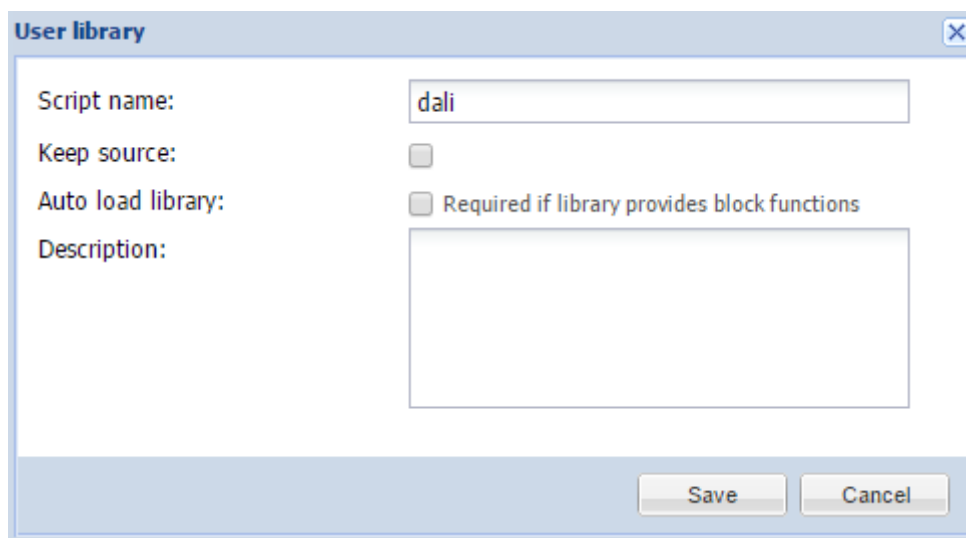 User library
Script name: dali
Keep source:
Auto load library: Required if library provides block functions
Description:
Save Cancel